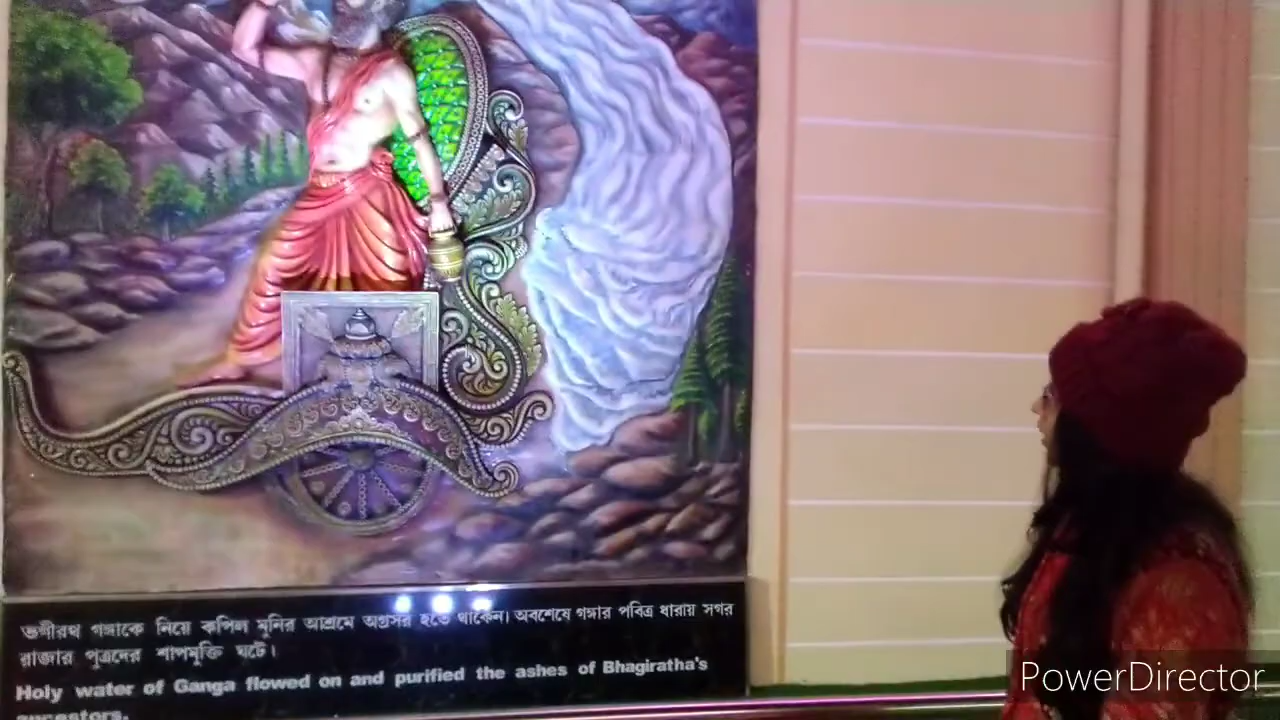 ভগীরথ গঙ্গাকে নিয়ে কপিল মুনির আশ্রমে অগ্রসর হতে থাকেন। অবশেষে গঙ্গার পবিত্র ধারায় সগর
রাজার পুত্রদের শাপমুক্তি ঘটে।
Holy water of Ganga flowed on and purified the ashes of Bhagiratha's
ancestors.
PowerDirector